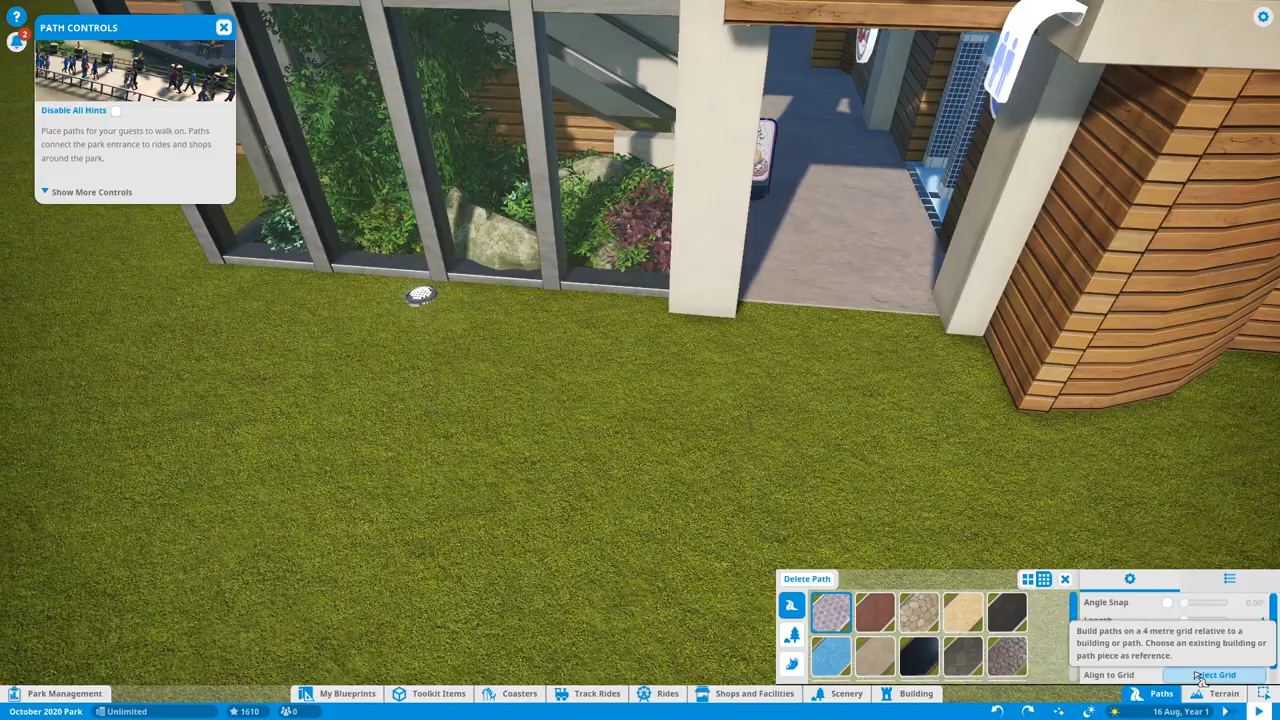 ?
PATH CONTROLS
2
Disable All Hints
Place paths for your guests to walk on. Paths
connect the park entrance to rides and shops
around the park.
Show More Controls
Delete Path
Angle Snap
0.00°
Build paths on a 4 metre grid relative to a
building or path. Choose an existing building or
path piece as reference.
Align to Grid
Park Management
My Blueprints
Toolkit Items
Coasters
Track Rides
Rides
Shops and Facilities
Scenery
Building
Paths
Terrain
October 2020 Park
Unlimited
1610
0
16 Aug, Year 1